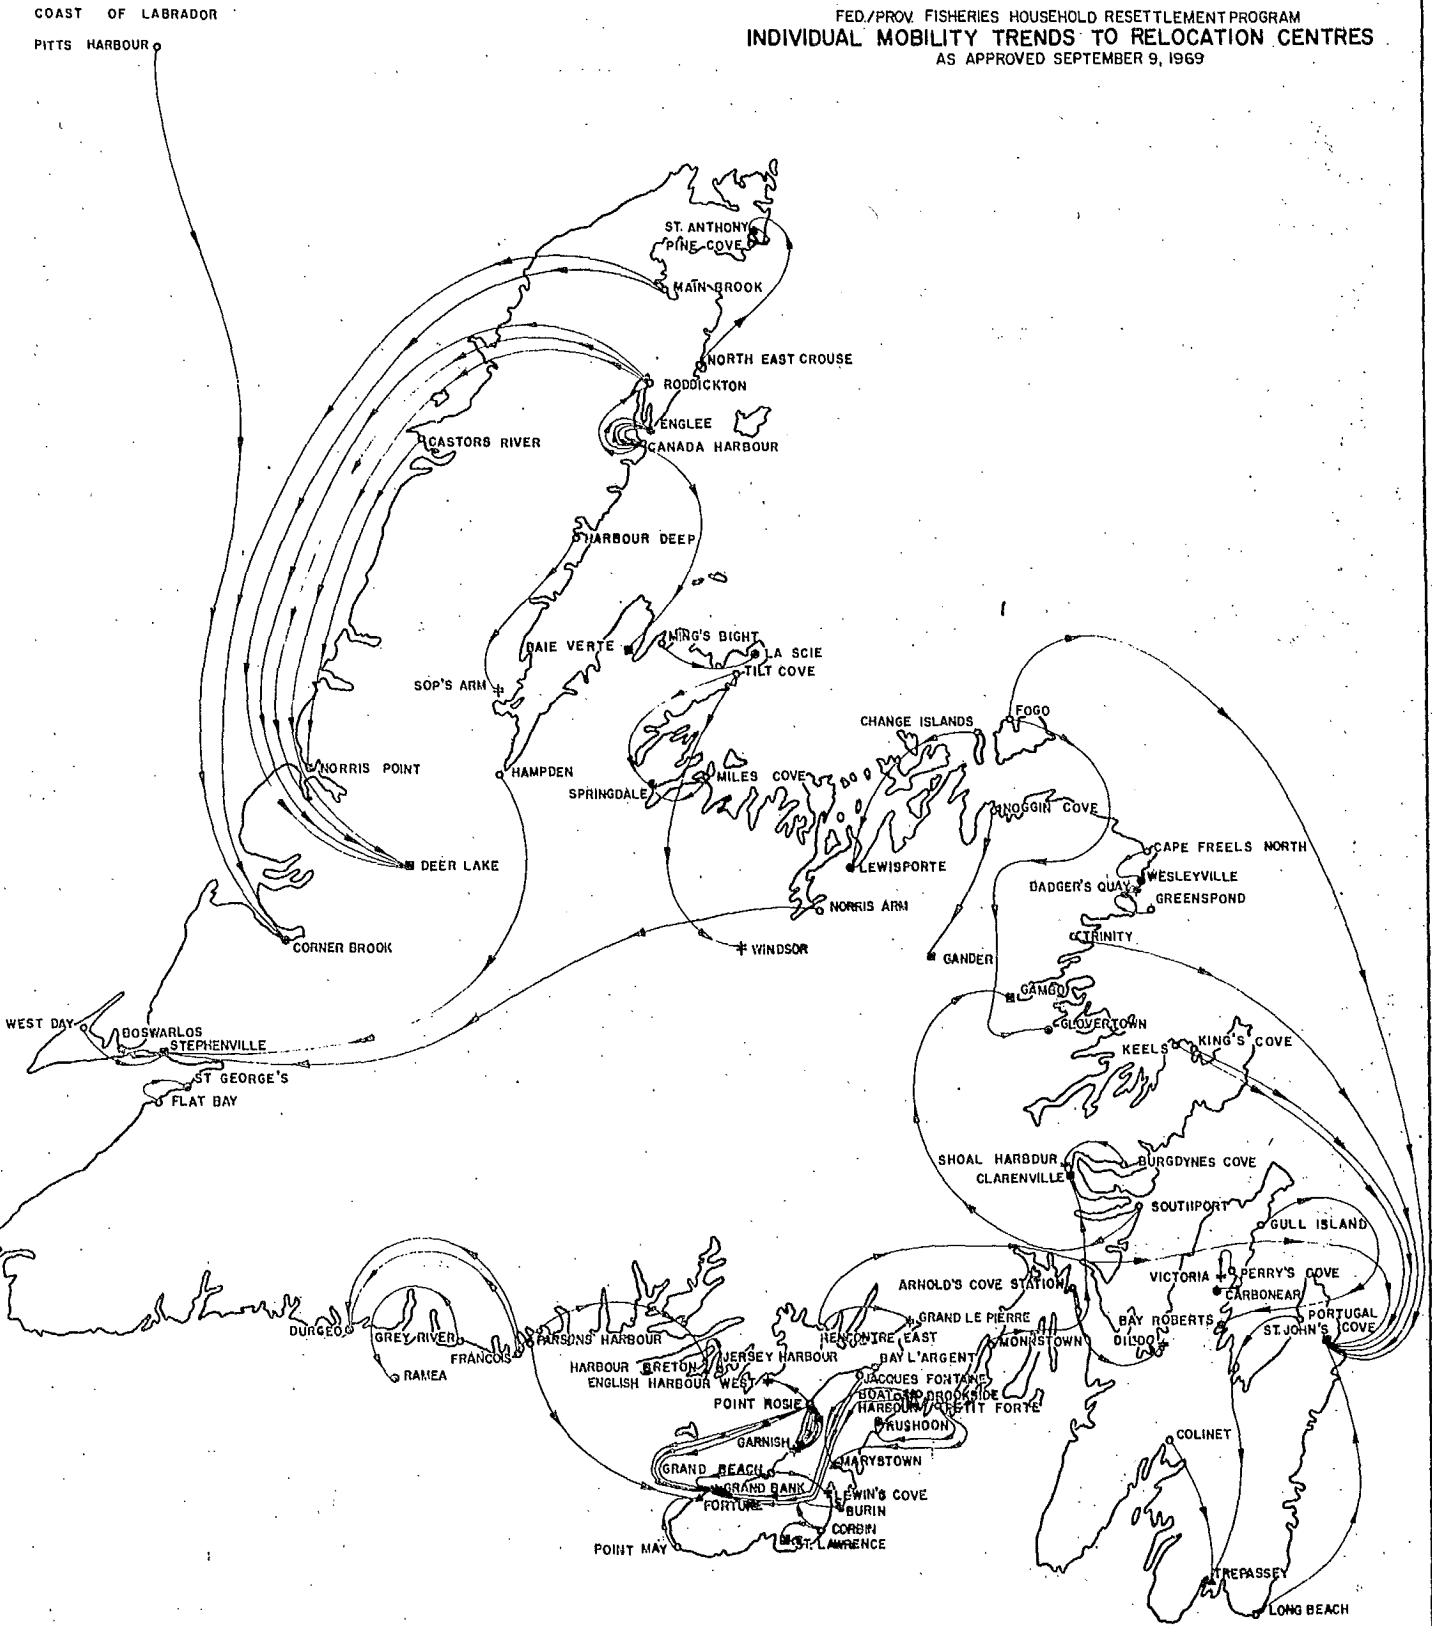 COAST OF LABRADOR
PITTS HARBOUR
FED./PROV. FISHERIES HOUSEHOLD RESETTLEMENT PROGRAM
INDIVIDUAL MOBILITY TRENDS TO RELOCATION CENTRES
AS APPROVED SEPTEMBER 9, 1969
ST. ANTHONY
PINE COVE
MAIN BROOK
NORTH EAST CROUSE
RODDICKTON
ENGLEE
CASTORS RIVER
CANADA HARBOUR
HARBOUR DEEP
MING'S BIGHT
BAIE VERTE
LA SCIE
TILT COVE
SOP'S ARM
FOGO
CHANGE ISLANDS
NORRIS POINT
HAMPDEN
MILES COVE
SPRINGDALE
NOGGIN COVE
CAPE FREELS NORTH
DEER LAKE
LEWISPORTE
WESLEYVILLE
BADGER'S QUAY
GREENSPOND
NORRIS ARM
TRINITY
CORNER BROOK
WINDSOR
GANDER
GAMBO
WEST BAY
BOSWARLOS
GLOVERTOWN
STEPHENVILLE
KEELS
KING'S COVE
ST GEORGE'S
FLAT BAY
SHOAL HARBOUR
BURGOYNES COVE
CLARENVILLE
SOUTHPORT
GULL ISLAND
ARNOLD'S COVE STATION
VICTORIA
PERRY'S COVE
CARBONEAR
GRAND LE PIERRE
BAY ROBERTS
PORTUGAL COVE
ST. JOHN'S
BURGEO
GREY RIVER
PARSONS HARBOUR
RENCONTRE EAST
MONKSTOWN
DILDO
FRANCOIS
JERSEY HARBOUR
BAY L'ARGENT
HARBOUR BRETON
RAMEA
ENGLISH HARBOUR WEST
JACQUES FONTAINE
BOAT HARBOUR
BROOKSIDE
POINT ROSIE
PETIT FORTE
RUSHOON
GARNISH
COLINET
MARYSTOWN
GRAND BEACH
GRAND BANK
LEWIN'S COVE
FORTUNE
BURIN
CORBIN
POINT MAY
ST. LAWRENCE
TREPASSEY
LONG BEACH